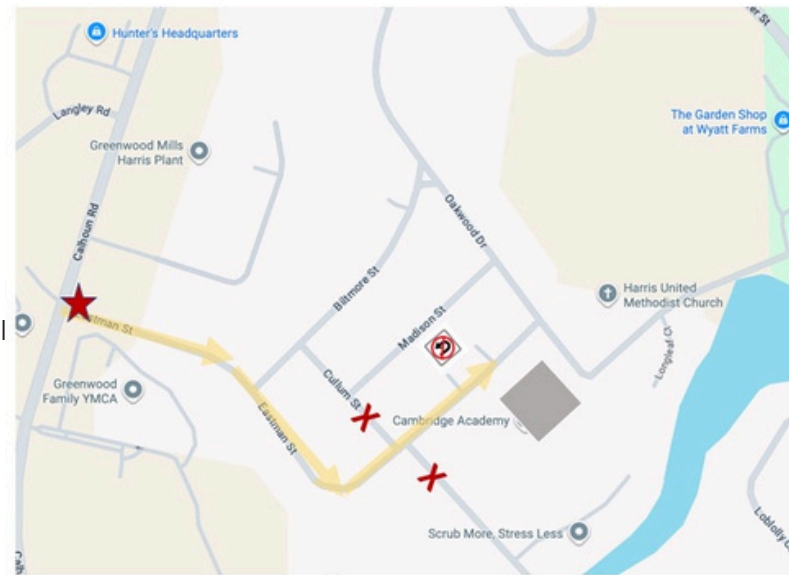 Hunter's Headquarters
Langley Rd
Greenwood Mills
Harris Plant
Calhoun Rd
The Garden Shop
at Wyatt Farms
Oakwood Dr
Biltmore St
Harris United
Methodist Church
Madison St
Eastman St
Longleaf Ct
Cullum St
Greenwood
Family YMCA
Eastman St
Cambridge Academy
Scrub More, Stress Less